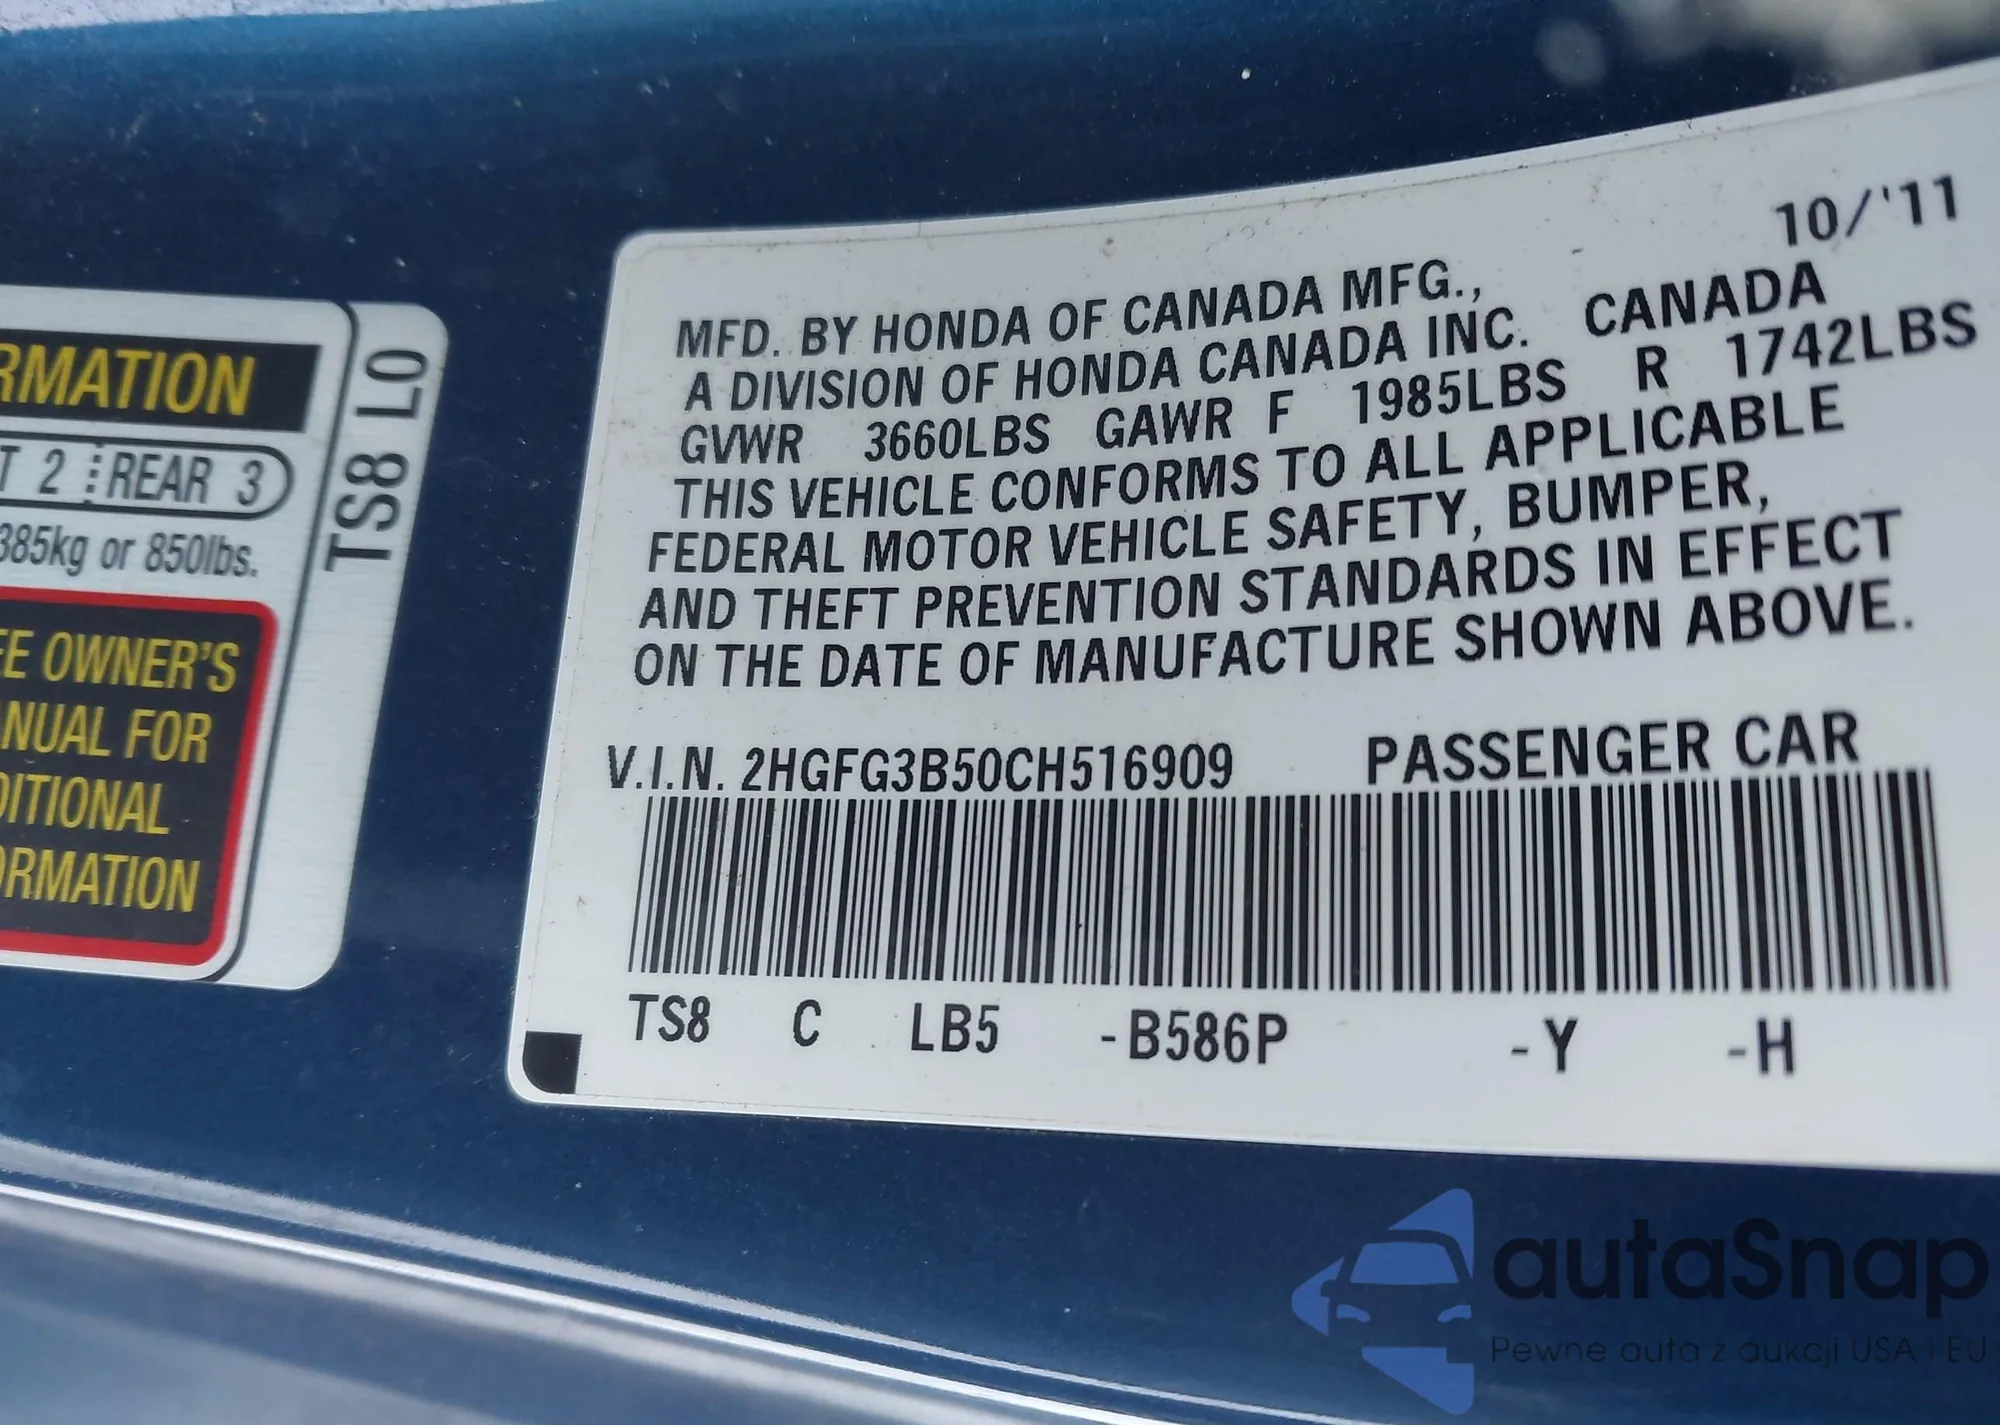 RMATION
T 2 REAR 3
385kg or 850lbs.
EE OWNER'S
NUAL FOR
DITIONAL
ORMATION
TS8 L0
10/'11
MFD. BY HONDA OF CANADA MFG.,
A DIVISION OF HONDA CANADA INC. CANADA
GVWR 3660LBS GAWR F 1985LBS R 1742LBS
THIS VEHICLE CONFORMS TO ALL APPLICABLE
FEDERAL MOTOR VEHICLE SAFETY, BUMPER,
AND THEFT PREVENTION STANDARDS IN EFFECT
ON THE DATE OF MANUFACTURE SHOWN ABOVE.
V.I.N. 2HGFG3B50CH516909 PASSENGER CAR
TS8 C LB5 -B586P -Y -H
autaSnap
Pewne auta z aukcji USA i EU